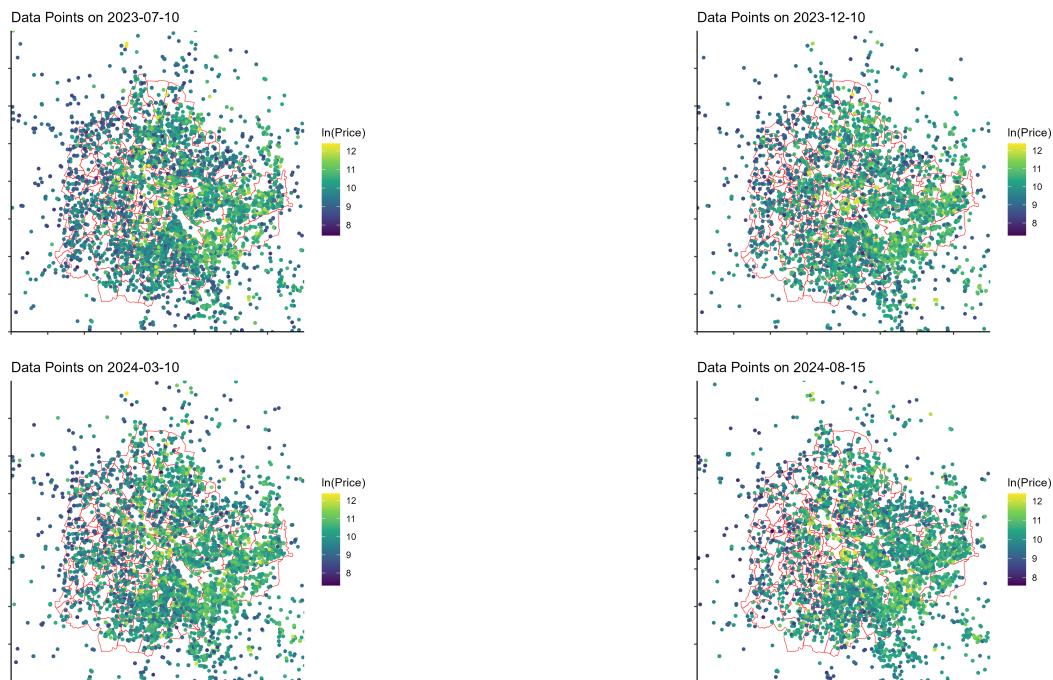 Data Points on 2023-07-10
ln(Price)
12
11
10
9
8
Data Points on 2023-12-10
ln(Price)
12
11
10
9
8
Data Points on 2024-03-10
ln(Price)
12
11
10
9
8
Data Points on 2024-08-15
ln(Price)
12
11
10
9
8